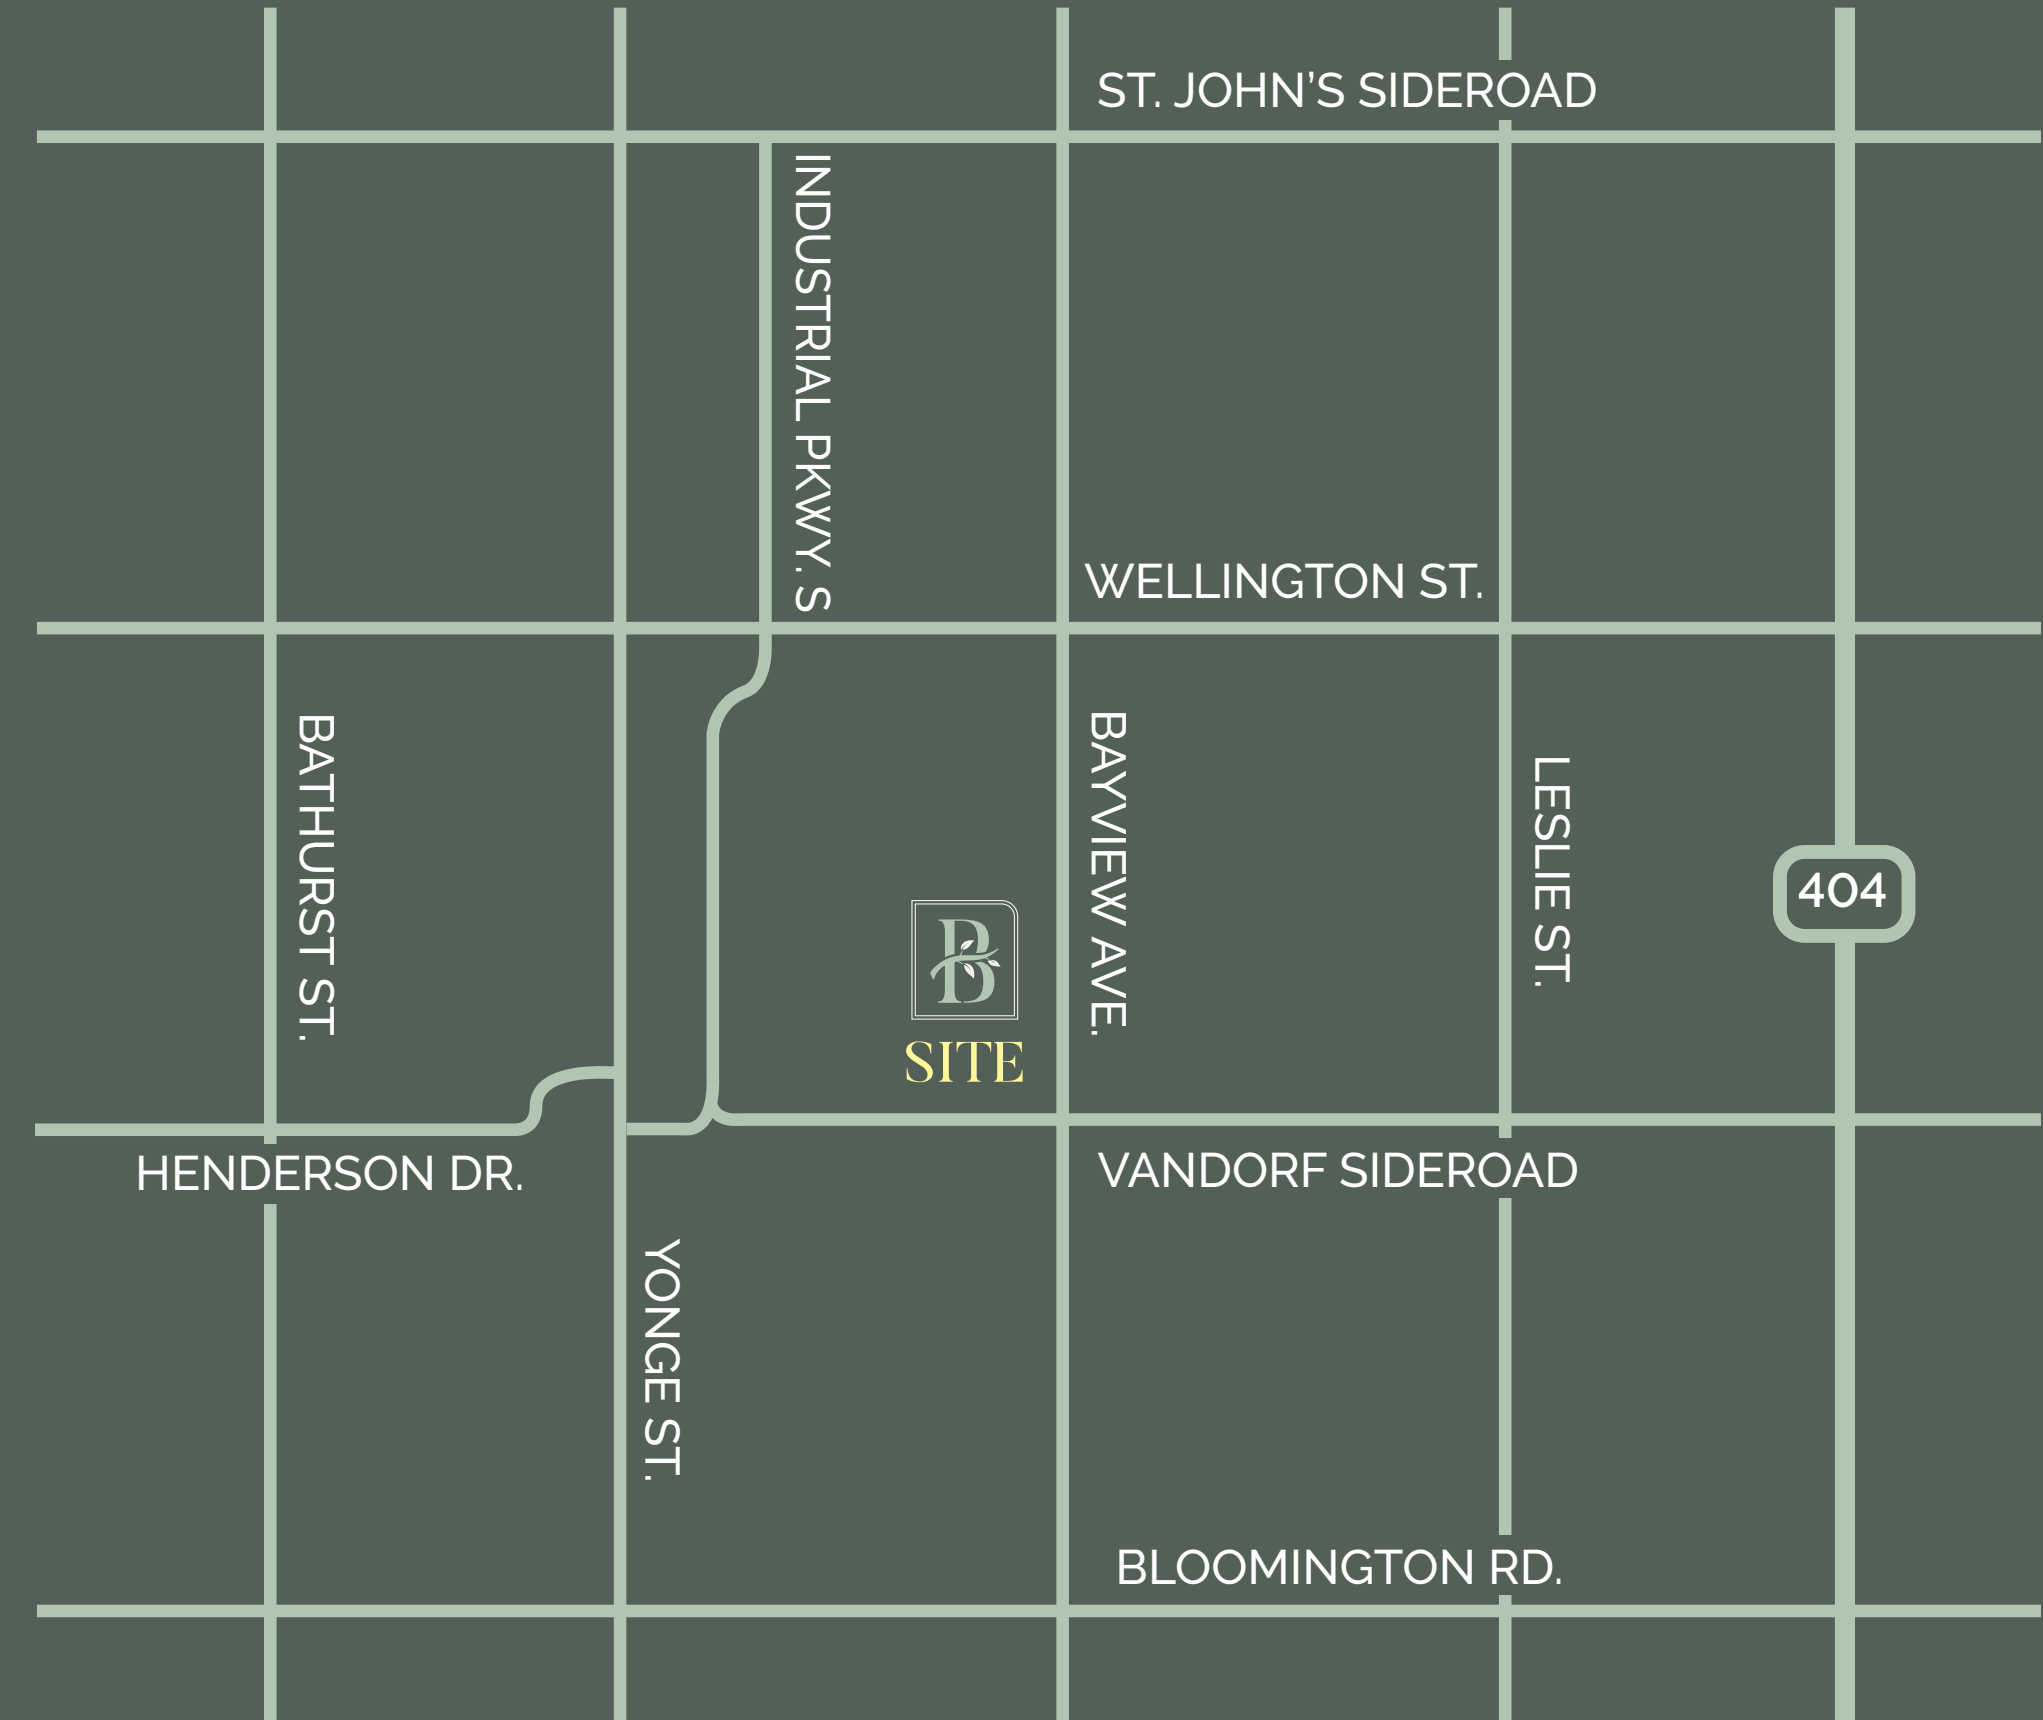 ST. JOHN’S SIDEROAD
INDUSTRIAL PKWY. S
WELLINGTON ST.
BATHURST ST.
BAYVIEW AVE.
LESLIE ST.
404
B
SITE
HENDERSON DR.
VANDORF SIDEROAD
YONGE ST.
BLOOMINGTON RD.